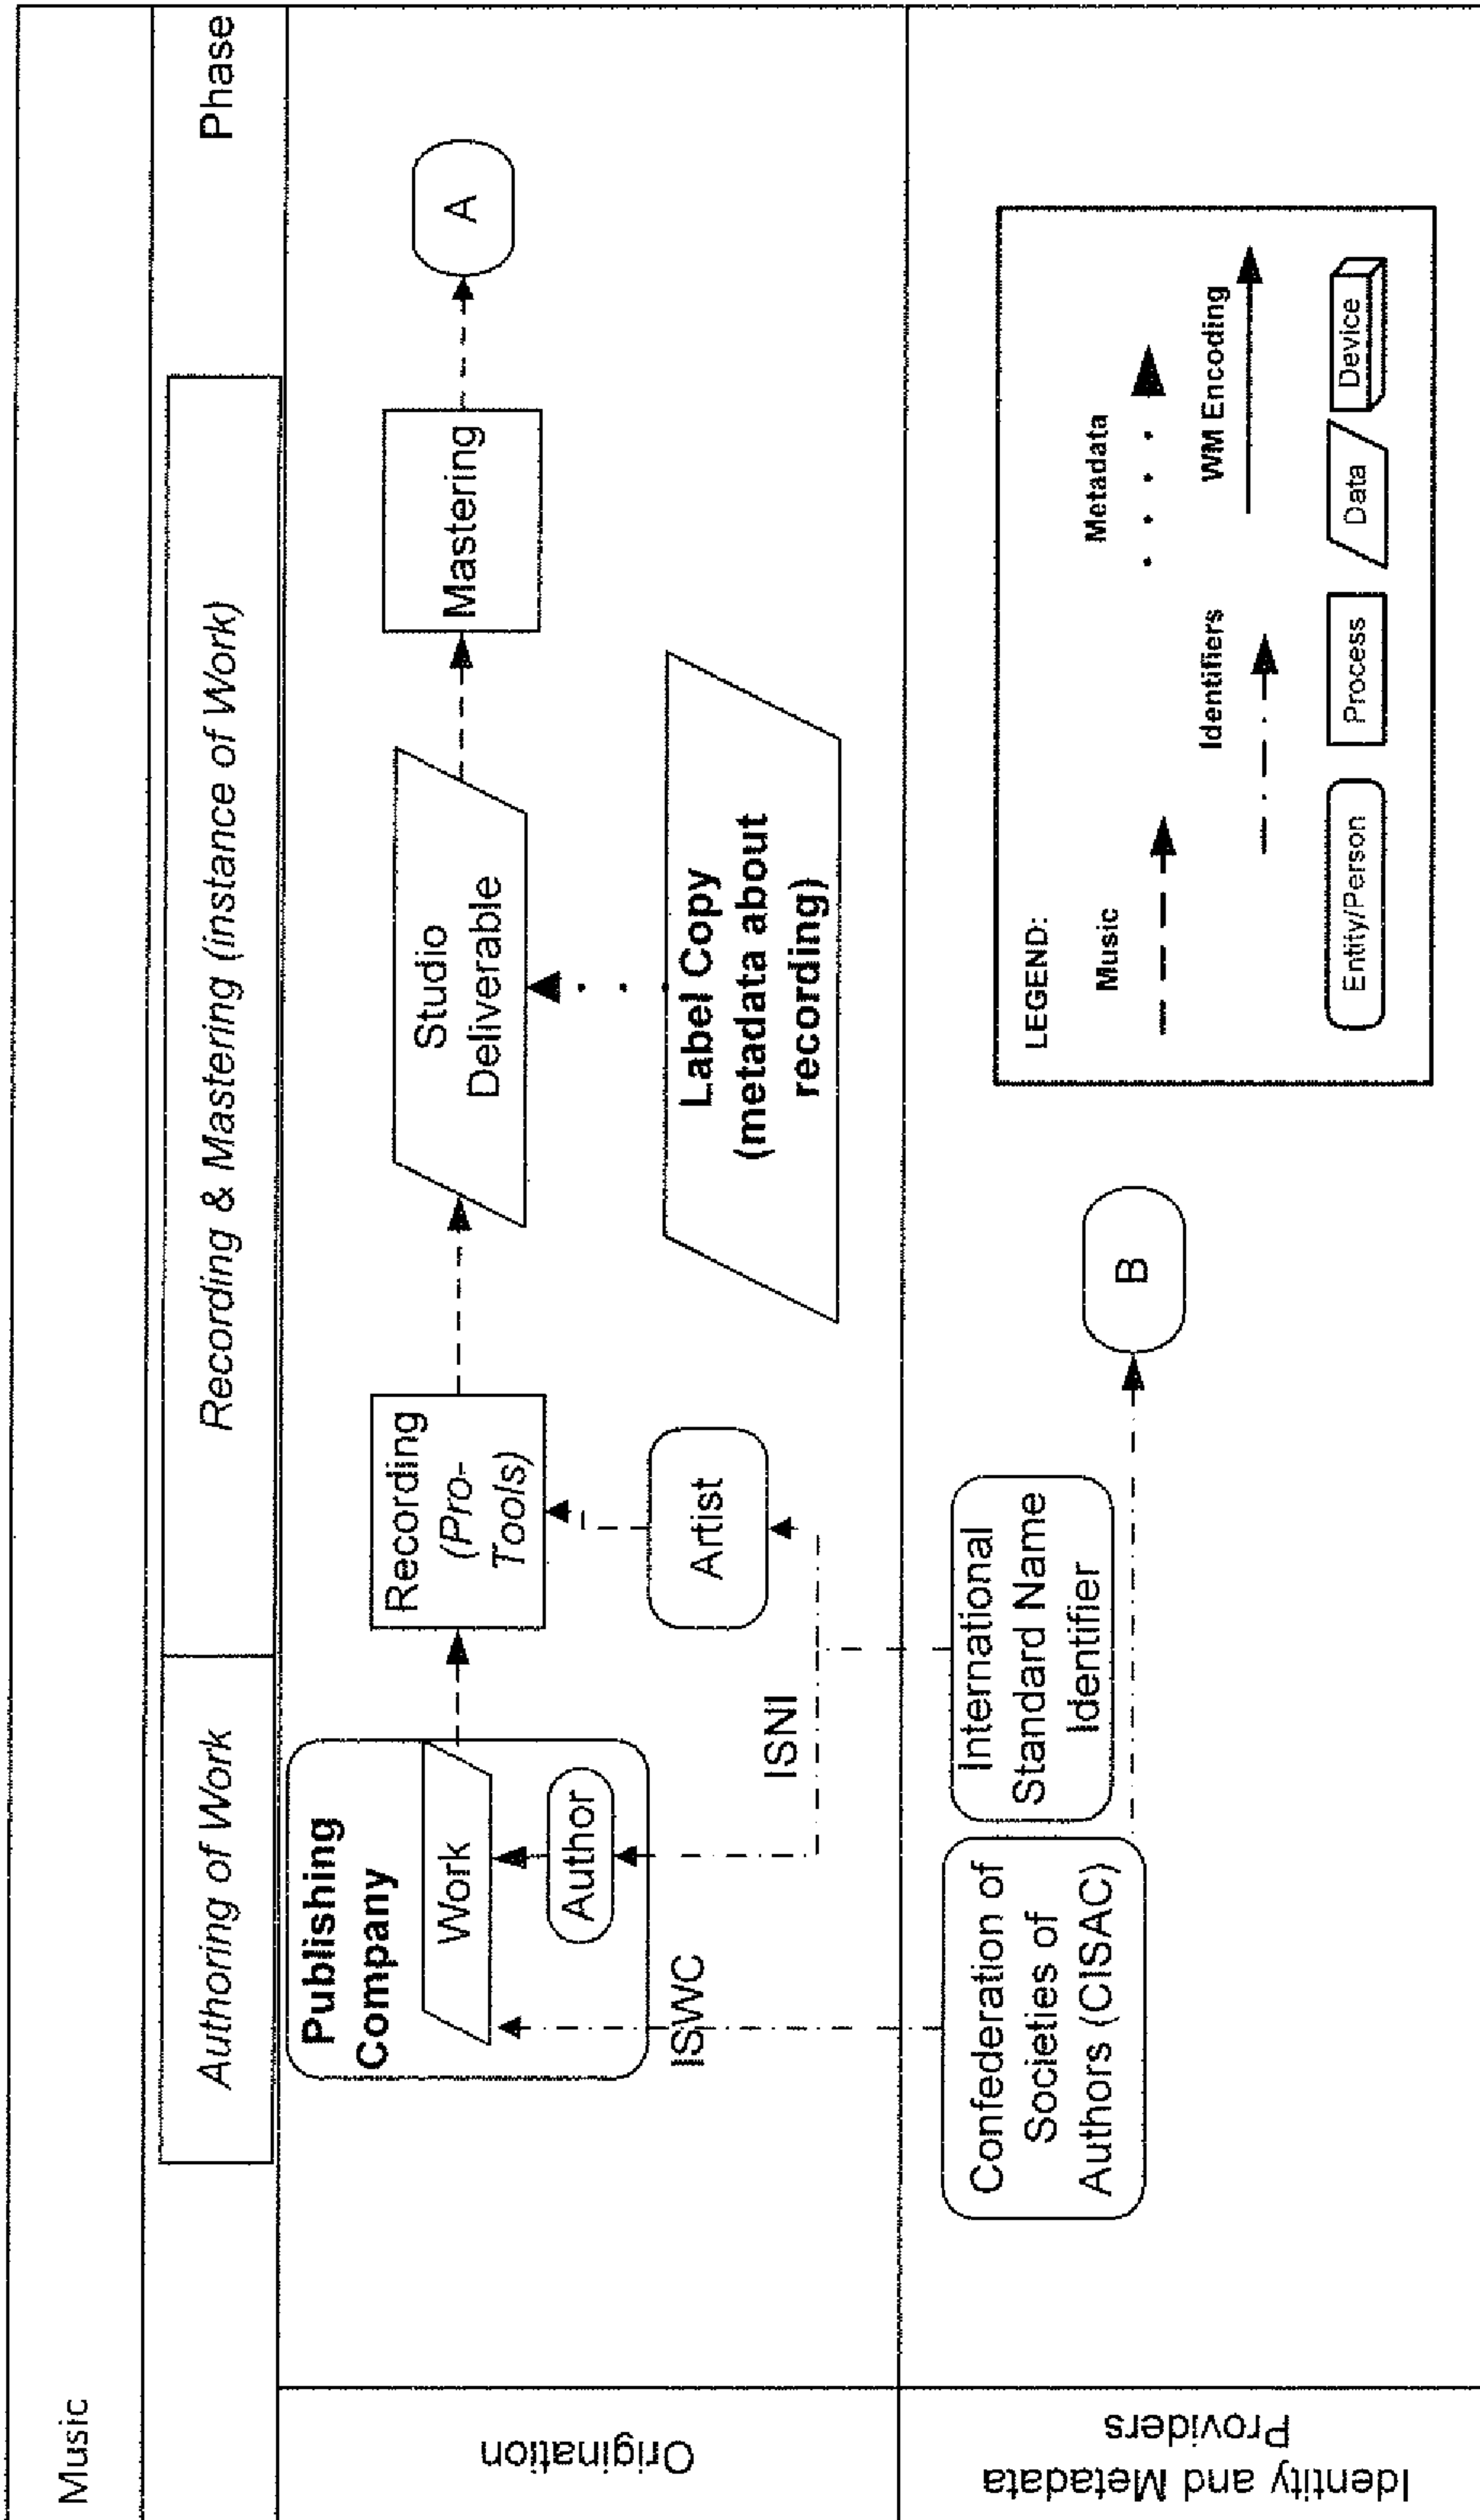 Music
Phase
Authoring of Work
Recording & Mastering (instance of Work)
Origination
Publishing
Company
Work
Author
ISWC
Recording
(Pro-
Tools)
Artist
ISNI
Studio
Deliverable
Label Copy
(metadata about
recording)
Mastering
A
Identity and Metadata
Providers
Confederation of
Societies of
Authors (CISAC)
International
Standard Name
Identifier
B
LEGEND:
Music
Identifiers
Metadata
WM Encoding
Entity/Person
Process
Data
Device